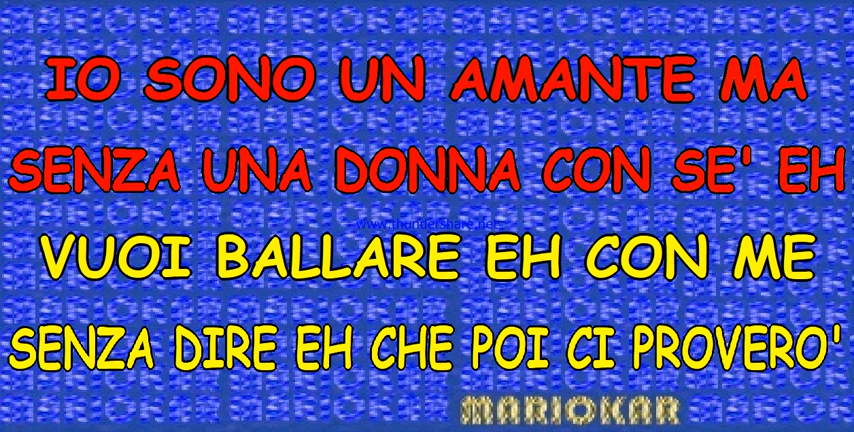 IO SONO UN AMANTE MA
SENZA UNA DONNA CON SE' EH
www.thundershare.net
VUOI BALLARE EH CON ME
SENZA DIRE EH CHE POI CI PROVERO'
MARIOKAR